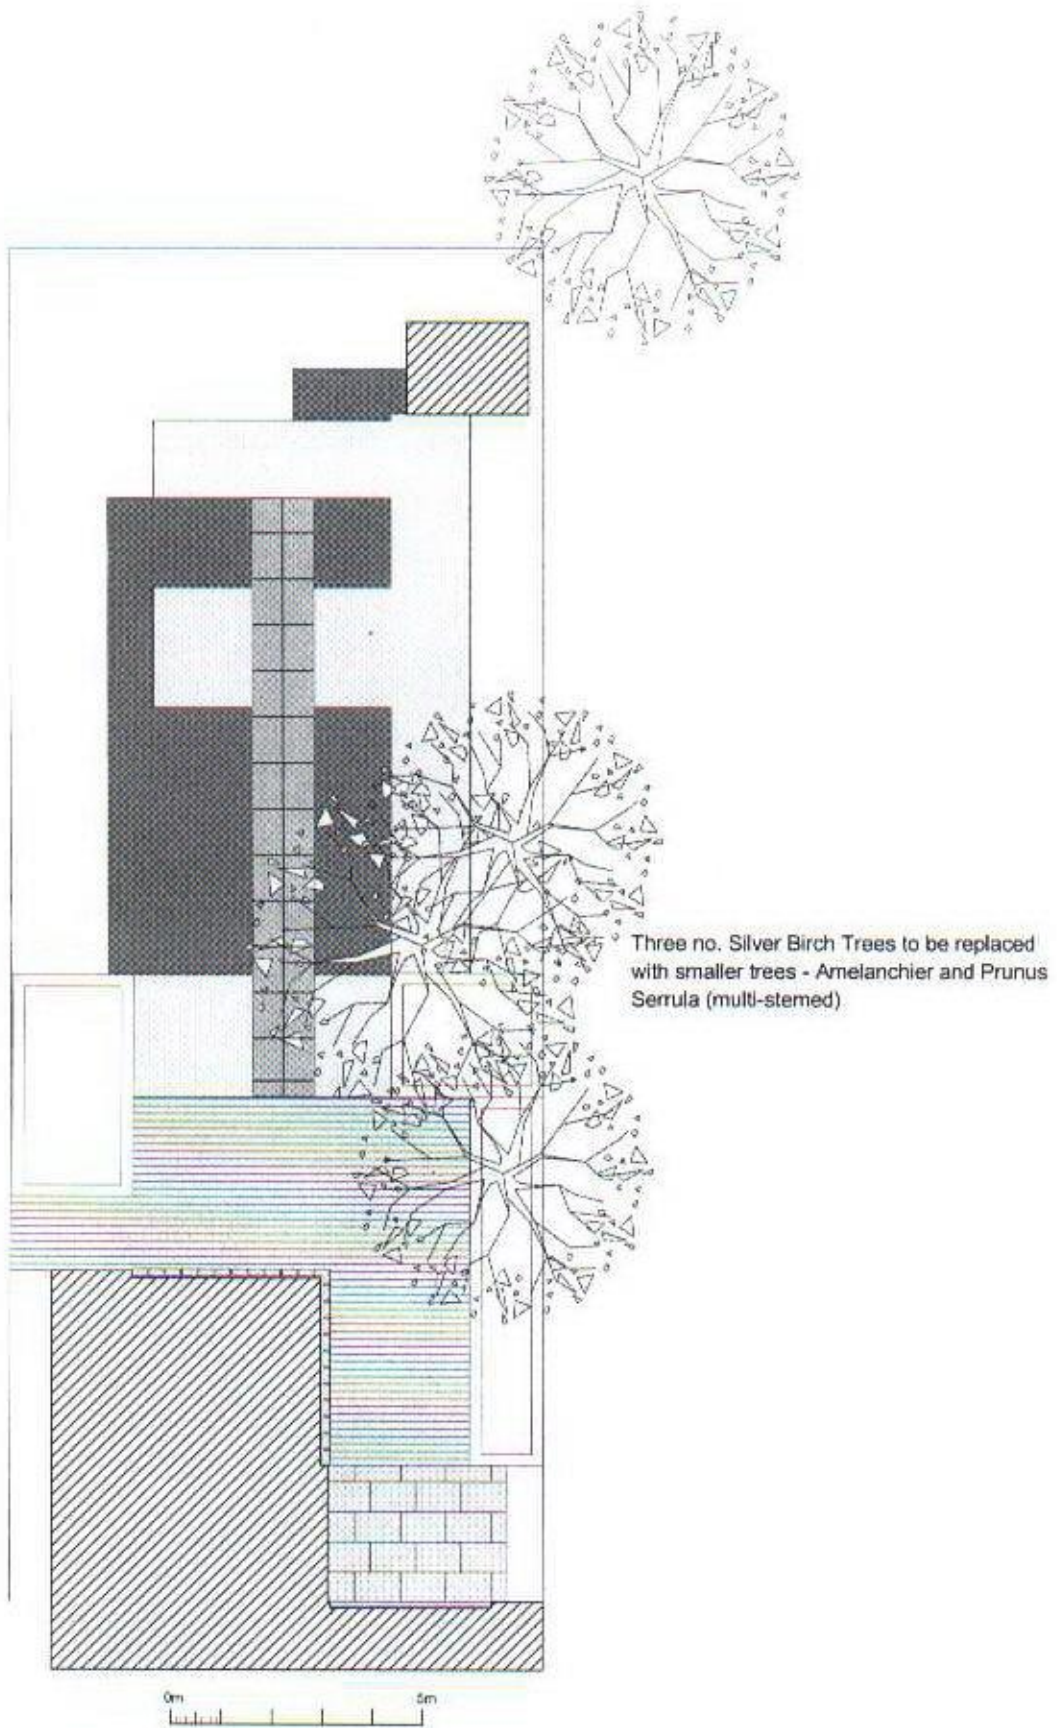 Three no. Silver Birch Trees to be replaced
with smaller trees - Amelanchier and Prunus
Serrula (multi-stemed)
0m 5m